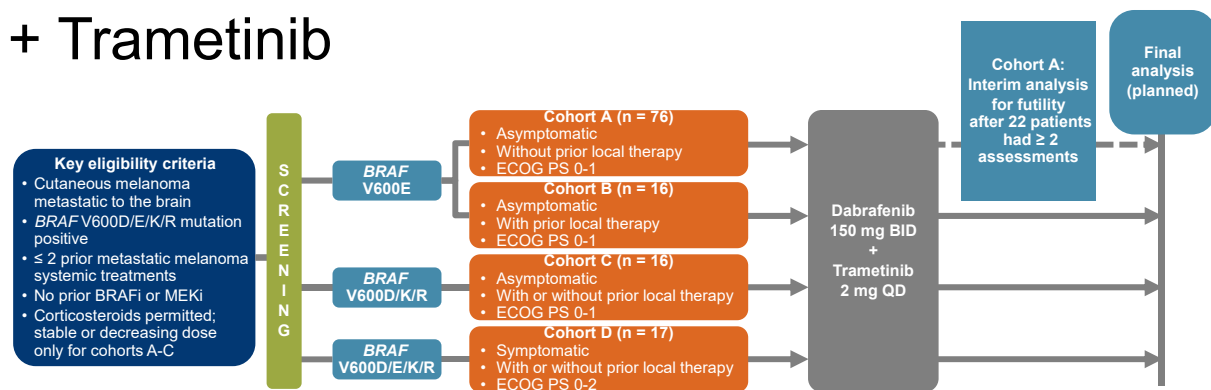 + Trametinib
Key eligibility criteria
• Cutaneous melanoma
metastatic to the brain
• BRAF V600D/E/K/R mutation
positive
• ≤ 2 prior metastatic melanoma
systemic treatments
• No prior BRAFi or MEKi
• Corticosteroids permitted;
stable or decreasing dose
only for cohorts A-C
S
C
R
E
E
N
I
N
G
BRAF
V600E
BRAF
V600D/K/R
BRAF
V600D/E/K/R
Cohort A (n = 76)
• Asymptomatic
• Without prior local therapy
• ECOG PS 0-1
Cohort B (n = 16)
• Asymptomatic
• With prior local therapy
• ECOG PS 0-1
Cohort C (n = 16)
• Asymptomatic
• With or without prior local therapy
• ECOG PS 0-1
Cohort D (n = 17)
• Symptomatic
• With or without prior local therapy
• ECOG PS 0-2
Dabrafenib
150 mg BID
+
Trametinib
2 mg QD
Cohort A:
Interim analysis
for futility
after 22 patients
had ≥ 2
assessments
Final
analysis
(planned)